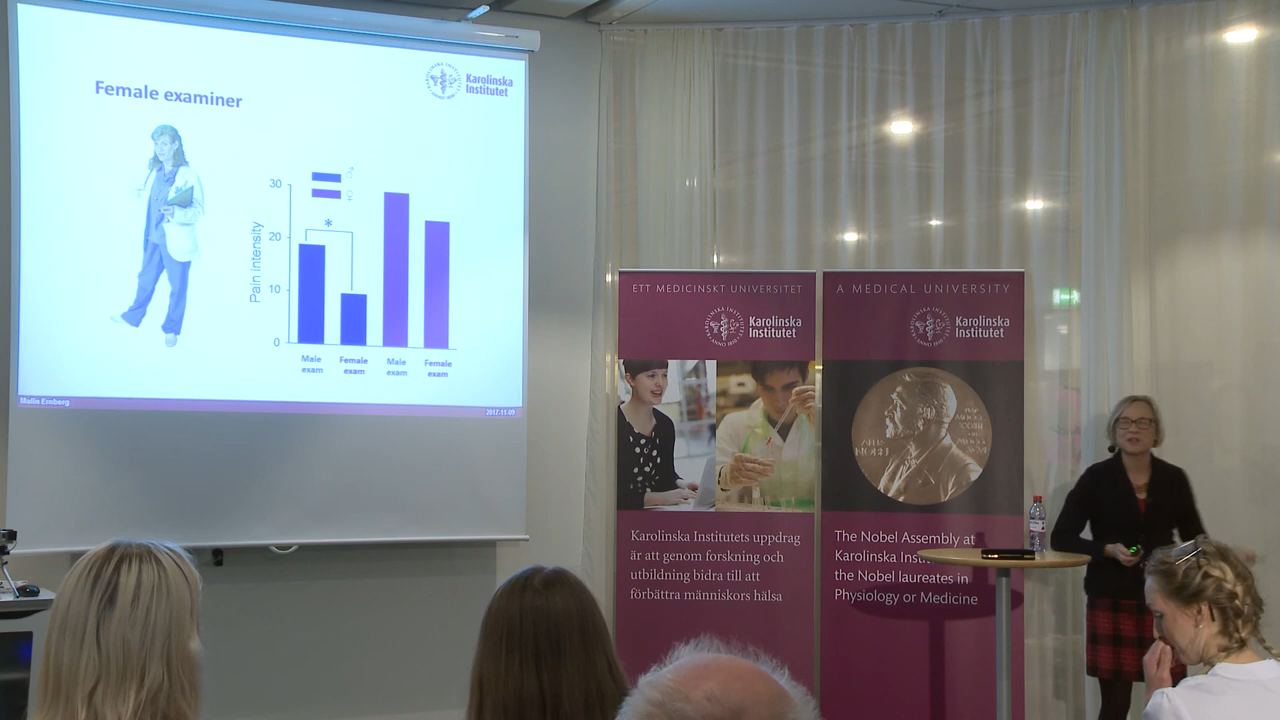 Female examiner
Karolinska
Institutet
♂
♀
*
Pain intensity
30
20
10
0
Male
exam
Female
exam
Male
exam
Female
exam
Malin Ernberg
2017-11-09
ETT MEDICINSKT UNIVERSITET
Karolinska
Institutet
Karolinska Institutets uppdrag
är att genom forskning och
utbildning bidra till att
förbättra människors hälsa
A MEDICAL UNIVERSITY
Karolinska
Institutet
The Nobel Assembly at
Karolinska
the Nobel laureates in
Physiology or Medicine